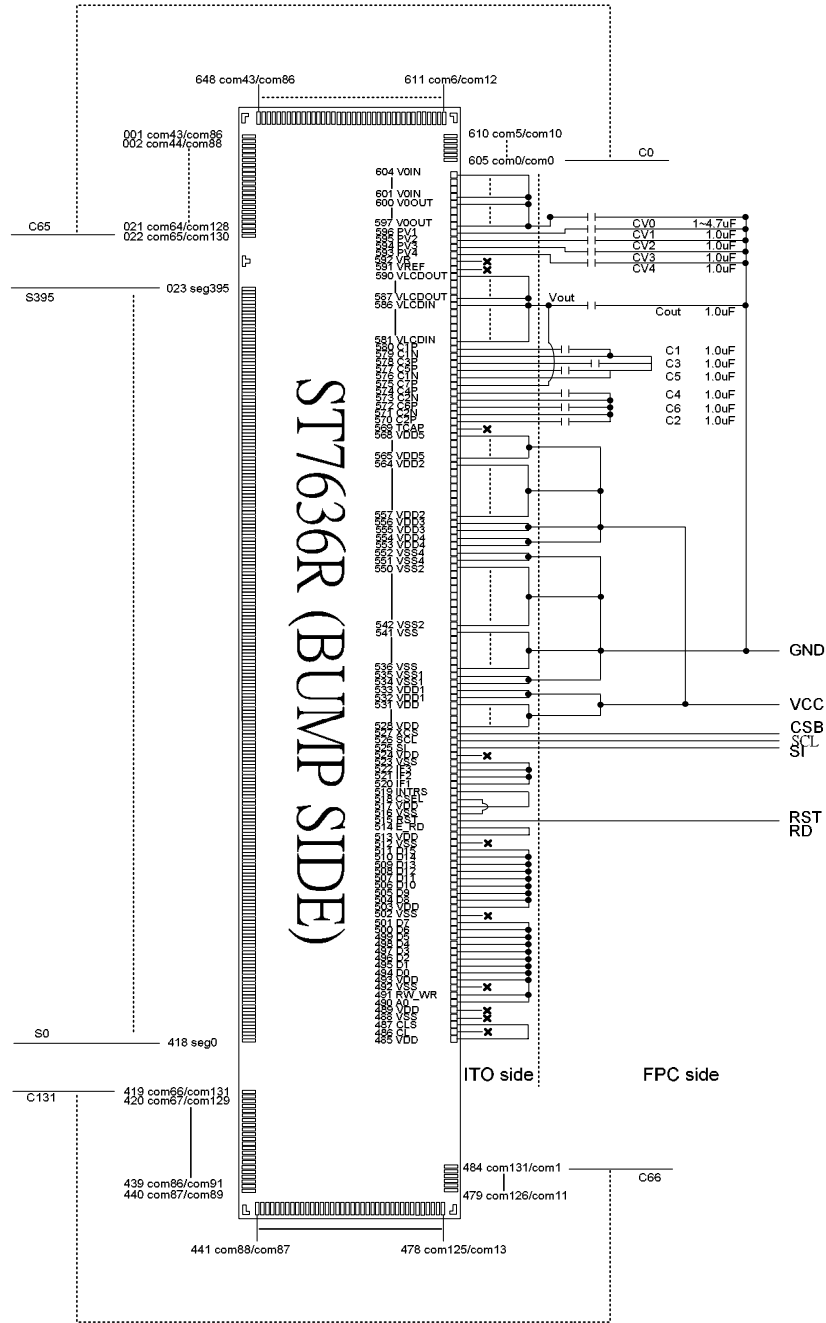 648 com43/com86
611 com6/com12
001 com43/com86
002 com44/com88
610 com5/com10
605 com0/com0
C0
604 V0IN
601 V0IN
600 V0OUT
597 V0OUT
596 PV1
595 PV2
594 PV3
593 PV4
592 VR
591 VREF
590 VLCDOUT
587 VLCDOUT
586 VLCDIN
581 VLCDIN
580 C1P
579 C1N
578 C3P
577 C5P
576 C1N
575 C7P
574 C4P
573 C2N
572 C6P
571 C2N
570 C2P
569 TCAP
568 VDD5
565 VDD5
564 VDD2
557 VDD2
556 VDD3
555 VDD3
554 VDD4
553 VDD4
552 VSS4
551 VSS4
550 VSS2
542 VSS2
541 VSS
536 VSS
535 VSS1
534 VSS1
533 VDD1
532 VDD1
531 VDD
528 VDD
527 XCS
526 SCL
525 SI
524 VDD
523 VSS
522 IF3
521 IF2
520 IF1
519 INTRS
518 CSEL
517 VDD
516 VSS
515 RST
514 E_RD
513 VDD
512 VSS
511 D15
510 D14
509 D13
508 D12
507 D11
506 D10
505 D9
504 D8
503 VDD
502 VSS
501 D7
500 D6
499 D5
498 D4
497 D3
496 D2
495 D1
494 D0
493 VDD
492 VSS
491 RW_WR
490 A0
489 VDD
488 VSS
487 CLS
486 CL
485 VDD
C65
021 com64/com128
022 com65/com130
S395
023 seg395
CV0 1~4.7uF
CV1 1.0uF
CV2 1.0uF
CV3 1.0uF
CV4 1.0uF
Vout
Cout 1.0uF
C1 1.0uF
C3 1.0uF
C5 1.0uF
C4 1.0uF
C6 1.0uF
C2 1.0uF
ST7636R (BUMP SIDE)
GND
VCC
CSB
SCL
SI
RST
RD
S0
418 seg0
ITO side
FPC side
C131
419 com66/com131
420 com67/com129
439 com86/com91
440 com87/com89
484 com131/com1
479 com126/com11
C66
441 com88/com87
478 com125/com13